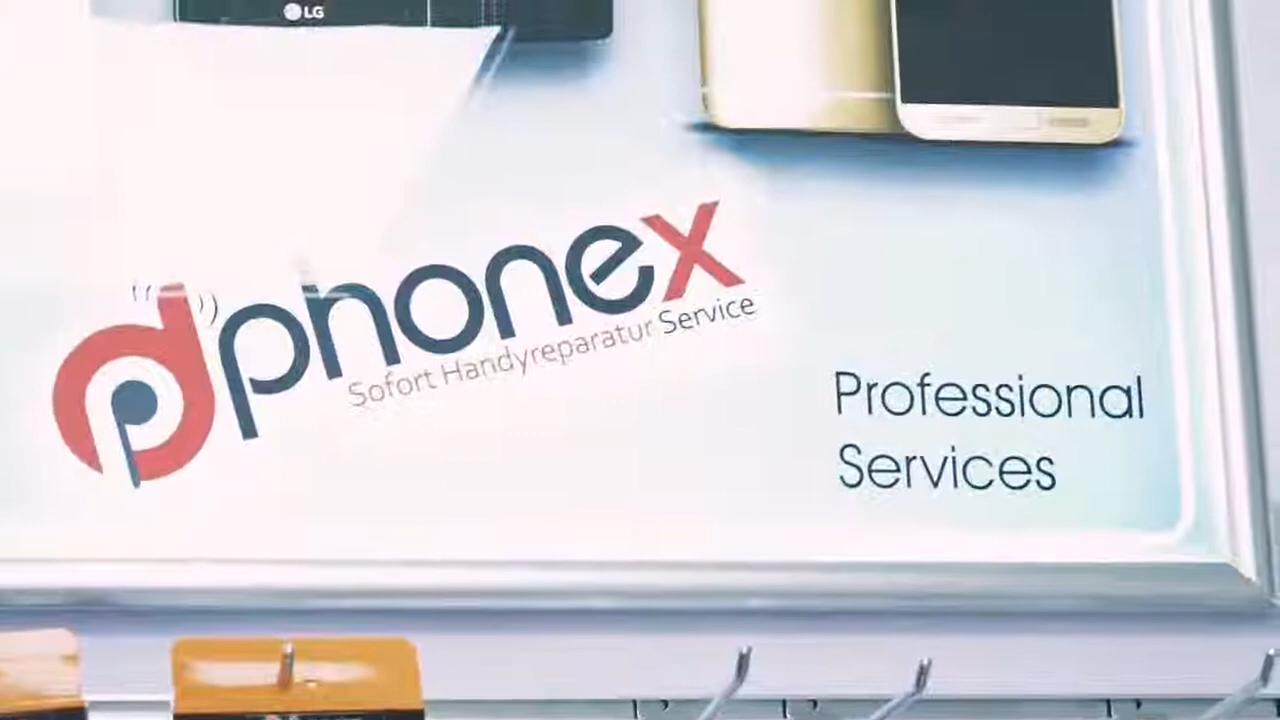 LG
phonex
Sofort Handyreparatur Service
Professional
Services